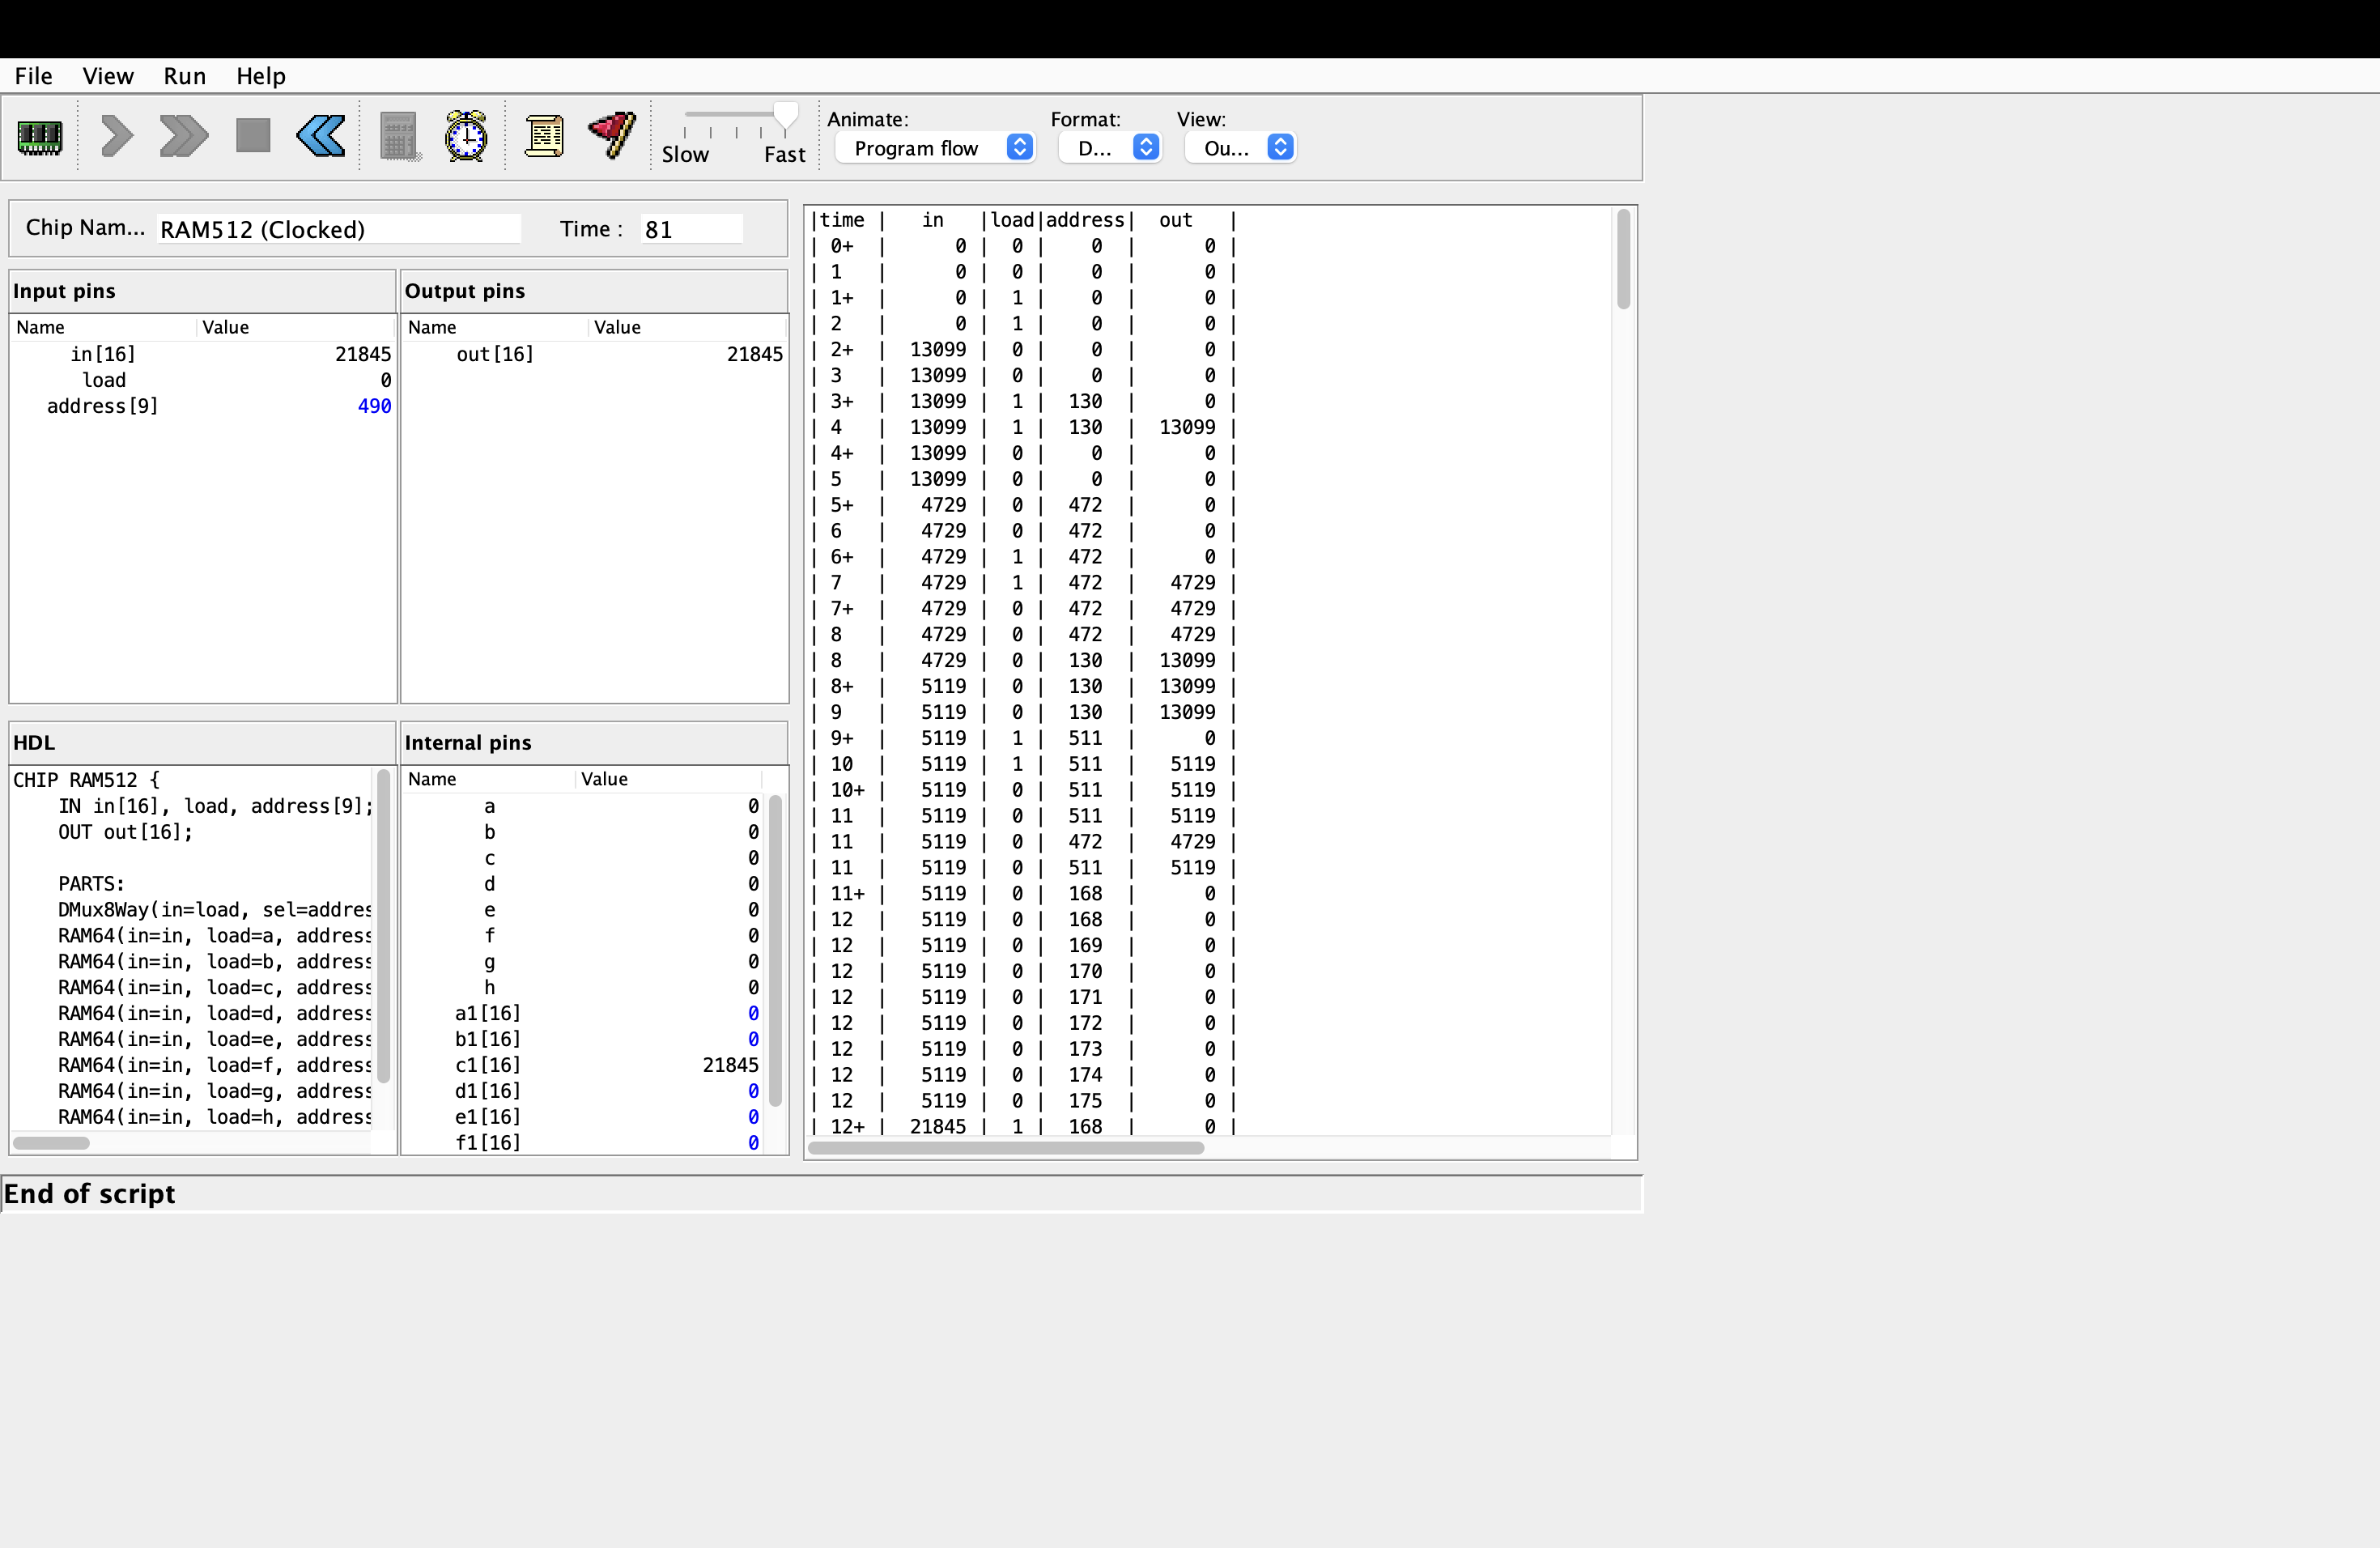 File View Run Help
Slow Fast
Animate: Format: View:
Program flow D... Ou...
Chip Nam... RAM512 (Clocked) Time : 81
Input pins
Name Value
in[16] 21845
load 0
address[9] 490
Output pins
Name Value
out[16] 21845
HDL
CHIP RAM512 {
IN in[16], load, address[9];
OUT out[16];
PARTS:
DMux8Way(in=load, sel=addres
RAM64(in=in, load=a, address
RAM64(in=in, load=b, address
RAM64(in=in, load=c, address
RAM64(in=in, load=d, address
RAM64(in=in, load=e, address
RAM64(in=in, load=f, address
RAM64(in=in, load=g, address
RAM64(in=in, load=h, address
Internal pins
Name Value
a 0
b 0
c 0
d 0
e 0
f 0
g 0
h 0
a1[16] 0
b1[16] 0
c1[16] 21845
d1[16] 0
e1[16] 0
f1[16] 0
|time | in |load|address| out |
| 0+ | 0 | 0 | 0 | 0 |
| 1 | 0 | 0 | 0 | 0 |
| 1+ | 0 | 1 | 0 | 0 |
| 2 | 0 | 1 | 0 | 0 |
| 2+ | 13099 | 0 | 0 | 0 |
| 3 | 13099 | 0 | 0 | 0 |
| 3+ | 13099 | 1 | 130 | 0 |
| 4 | 13099 | 1 | 130 | 13099 |
| 4+ | 13099 | 0 | 0 | 0 |
| 5 | 13099 | 0 | 0 | 0 |
| 5+ | 4729 | 0 | 472 | 0 |
| 6 | 4729 | 0 | 472 | 0 |
| 6+ | 4729 | 1 | 472 | 0 |
| 7 | 4729 | 1 | 472 | 4729 |
| 7+ | 4729 | 0 | 472 | 4729 |
| 8 | 4729 | 0 | 472 | 4729 |
| 8 | 4729 | 0 | 130 | 13099 |
| 8+ | 5119 | 0 | 130 | 13099 |
| 9 | 5119 | 0 | 130 | 13099 |
| 9+ | 5119 | 1 | 511 | 0 |
| 10 | 5119 | 1 | 511 | 5119 |
| 10+ | 5119 | 0 | 511 | 5119 |
| 11 | 5119 | 0 | 511 | 5119 |
| 11 | 5119 | 0 | 472 | 4729 |
| 11 | 5119 | 0 | 511 | 5119 |
| 11+ | 5119 | 0 | 168 | 0 |
| 12 | 5119 | 0 | 168 | 0 |
| 12 | 5119 | 0 | 169 | 0 |
| 12 | 5119 | 0 | 170 | 0 |
| 12 | 5119 | 0 | 171 | 0 |
| 12 | 5119 | 0 | 172 | 0 |
| 12 | 5119 | 0 | 173 | 0 |
| 12 | 5119 | 0 | 174 | 0 |
| 12 | 5119 | 0 | 175 | 0 |
| 12+ | 21845 | 1 | 168 | 0 |
End of script